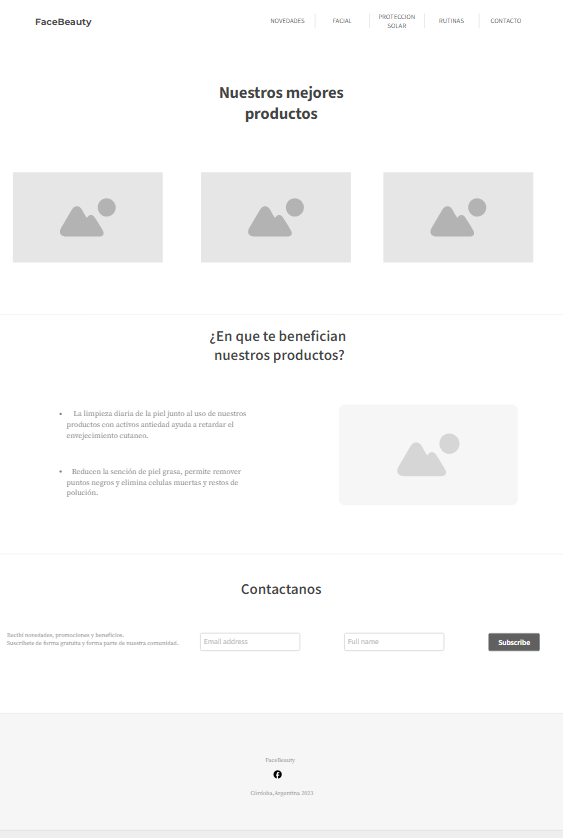 FaceBeauty
NOVEDADES
FACIAL
PROTECCION
SOLAR
RUTINAS
CONTACTO
Nuestros mejores
productos
¿En que te benefician
nuestros productos?
• La limpieza diaria de la piel junto al uso de nuestros
productos con activos antiedad ayuda a retardar el
envejecimiento cutaneo.
• Reducen la sención de piel grasa, permite remover
puntos negros y elimina celulas muertas y restos de
polución.
Contactanos
Recibí novedades, promociones y beneficios.
Suscribete de forma gratuita y forma parte de nuestra comunidad.
Email address
Full name
Subscribe
FaceBeauty
Córdoba, Argentina 2023